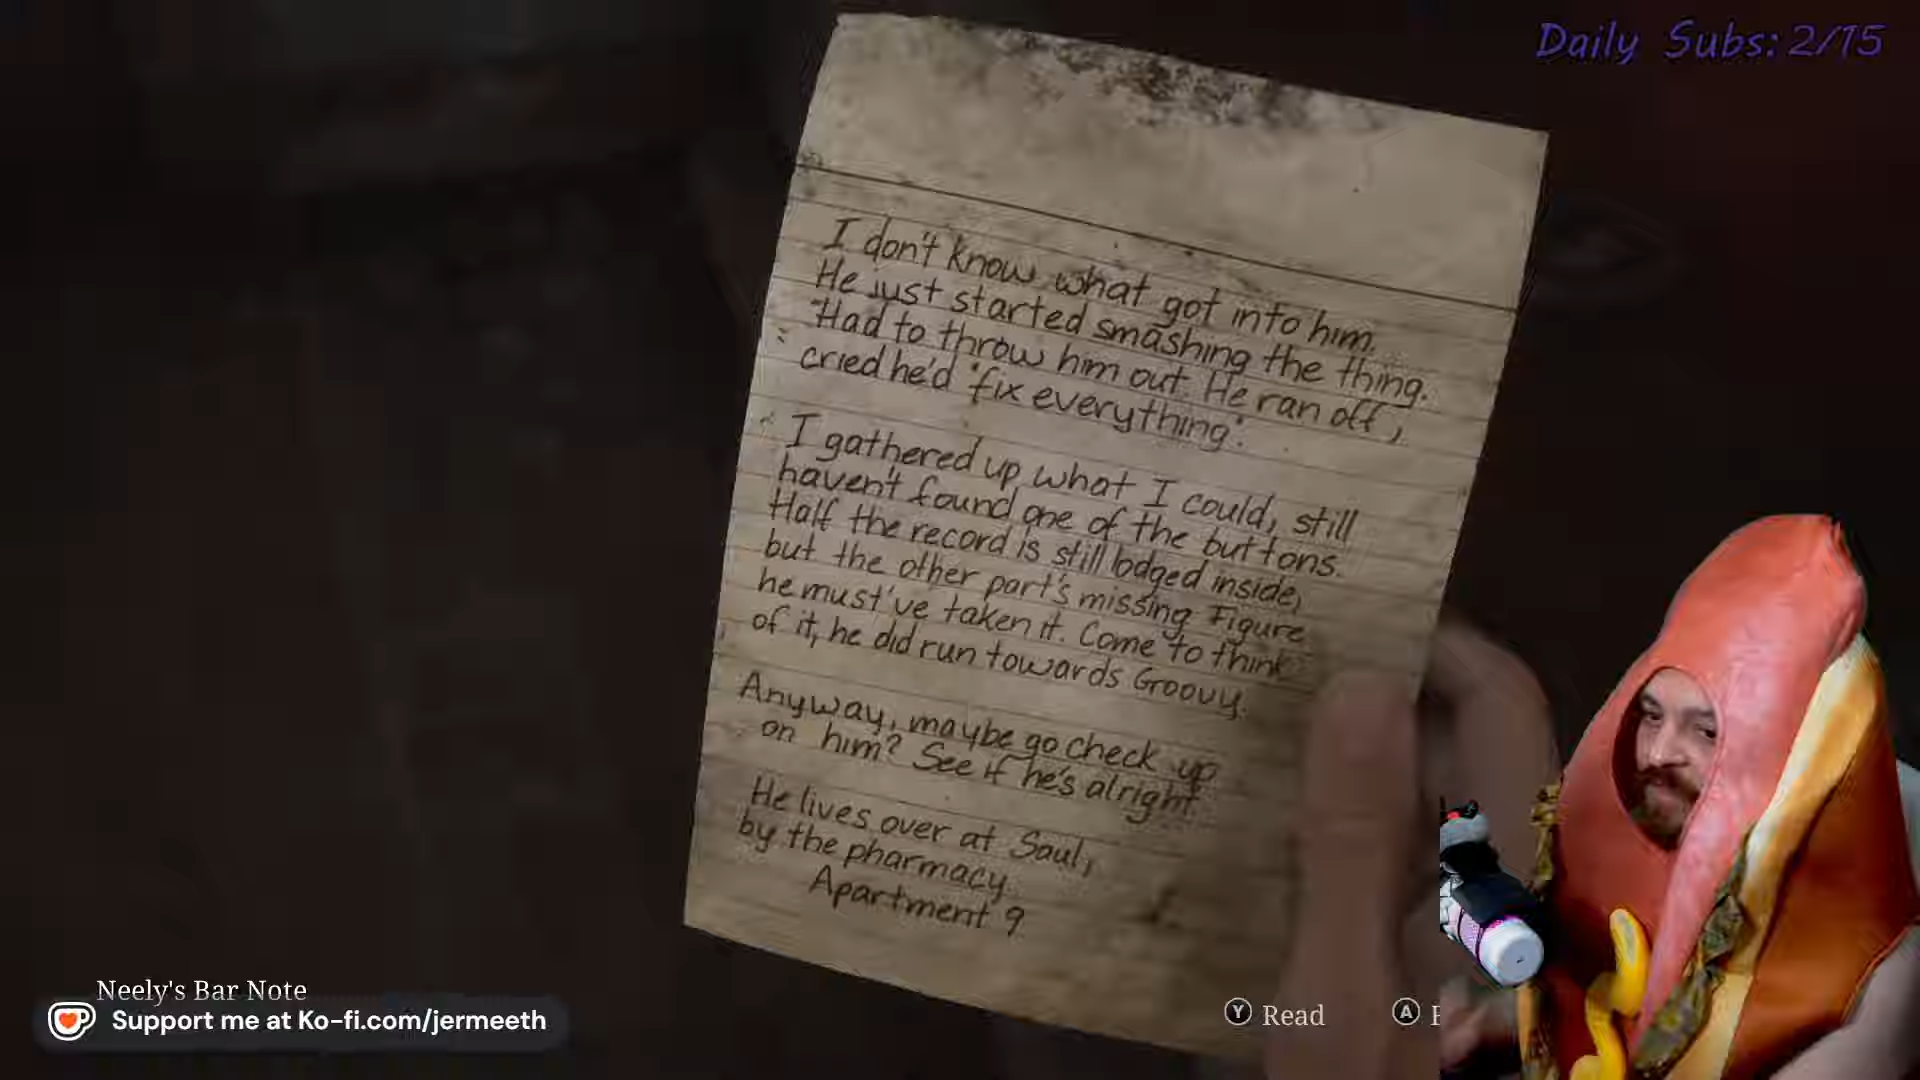 Daily Subs: 2/15
I don't know what got into him.
He just started smashing the thing.
Had to throw him out. He ran off,
cried he'd "fix everything".
I gathered up what I could, still
haven't found one of the buttons.
Half the record is still lodged inside,
but the other part's missing. Figure
he must've taken it. Come to think
of it, he did run towards Groovy.
Anyway, maybe go check up
on him? See if he's alright.
He lives over at Saul,
by the pharmacy.
Apartment 9
Neely's Bar Note
Support me at Ko-fi.com/jermeeth
Y Read
A